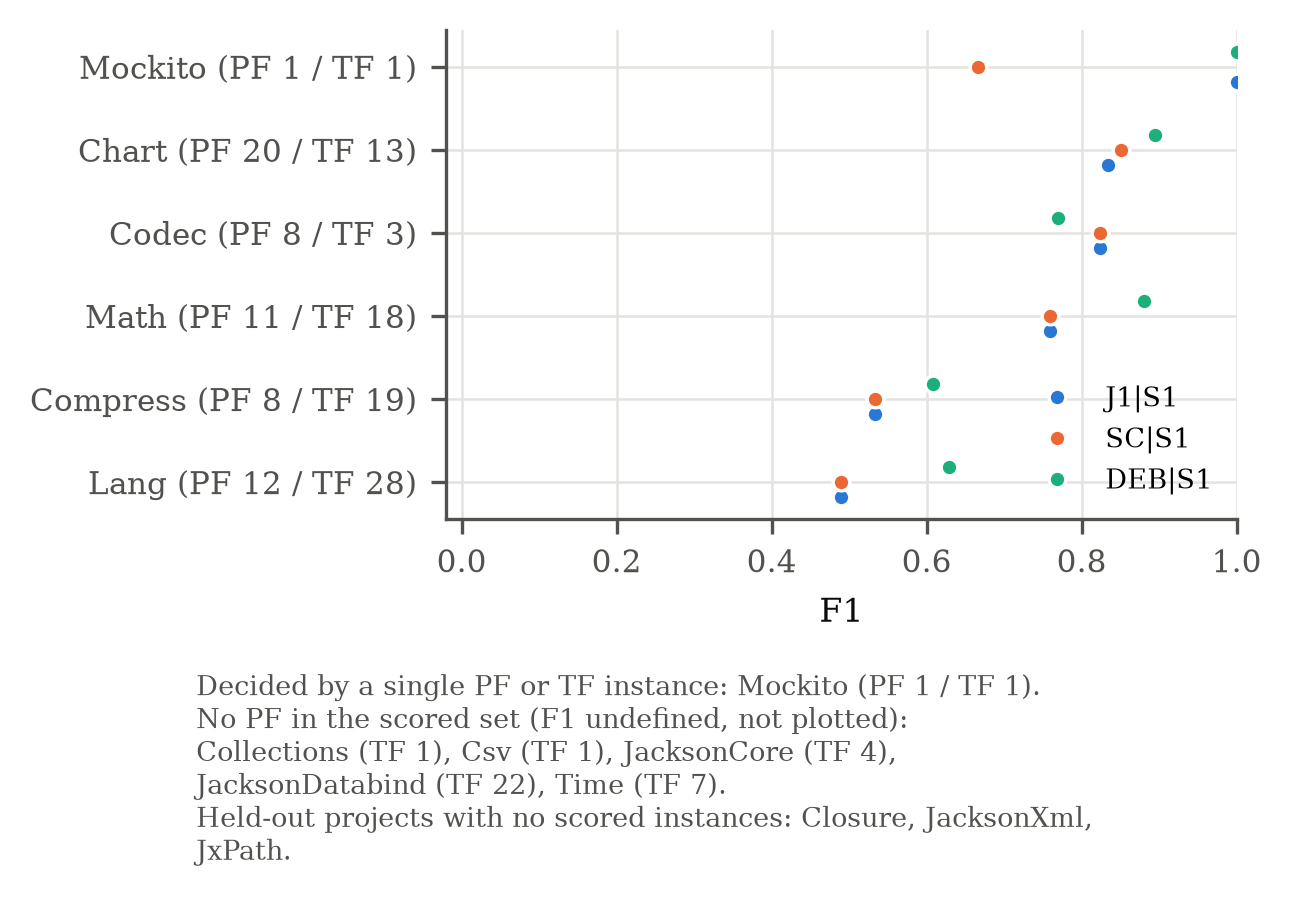 Mockito (PF 1 / TF 1)
Chart (PF 20 / TF 13)
Codec (PF 8 / TF 3)
Math (PF 11 / TF 18)
Compress (PF 8 / TF 19)
Lang (PF 12 / TF 28)
J1|S1
SC|S1
DEB|S1
0.0 0.2 0.4 0.6 0.8 1.0
F1
Decided by a single PF or TF instance: Mockito (PF 1 / TF 1).
No PF in the scored set (F1 undefined, not plotted):
Collections (TF 1), Csv (TF 1), JacksonCore (TF 4),
JacksonDatabind (TF 22), Time (TF 7).
Held-out projects with no scored instances: Closure, JacksonXml,
JxPath.